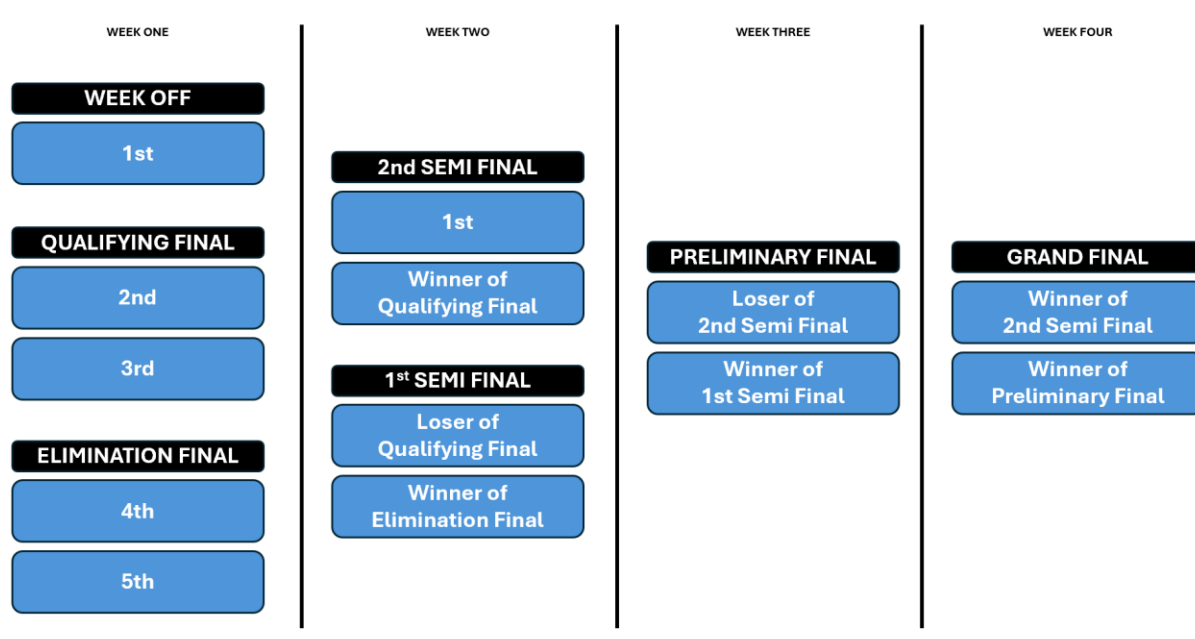 WEEK ONE
WEEK OFF
1st
QUALIFYING FINAL
2nd
3rd
ELIMINATION FINAL
4th
5th
WEEK TWO
2nd SEMI FINAL
1st
Winner of
Qualifying Final
1st SEMI FINAL
Loser of
Qualifying Final
Winner of
Elimination Final
WEEK THREE
PRELIMINARY FINAL
Loser of
2nd Semi Final
Winner of
1st Semi Final
WEEK FOUR
GRAND FINAL
Winner of
2nd Semi Final
Winner of
Preliminary Final